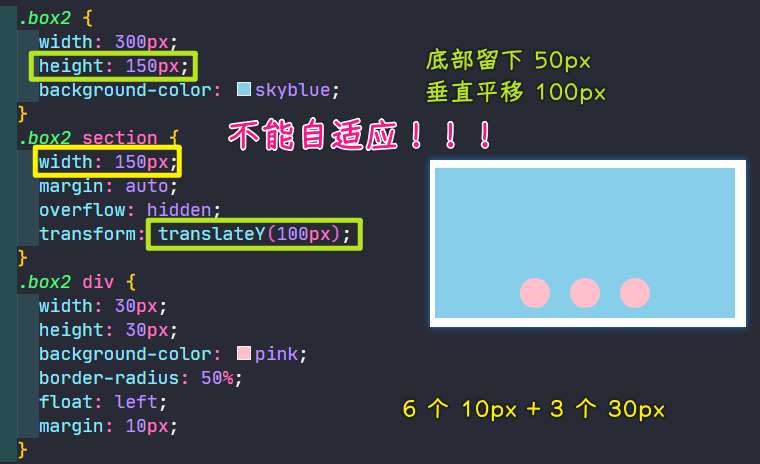 .box2 {
width: 300px;
height: 150px;
background-color: skyblue;
}
.box2 section {
width: 150px;
margin: auto;
overflow: hidden;
transform: translateY(100px);
}
.box2 div {
width: 30px;
height: 30px;
background-color: pink;
border-radius: 50%;
float: left;
margin: 10px;
}
底部留下 50px
垂直平移 100px
不能自适应！！！
6 个 10px + 3 个 30px